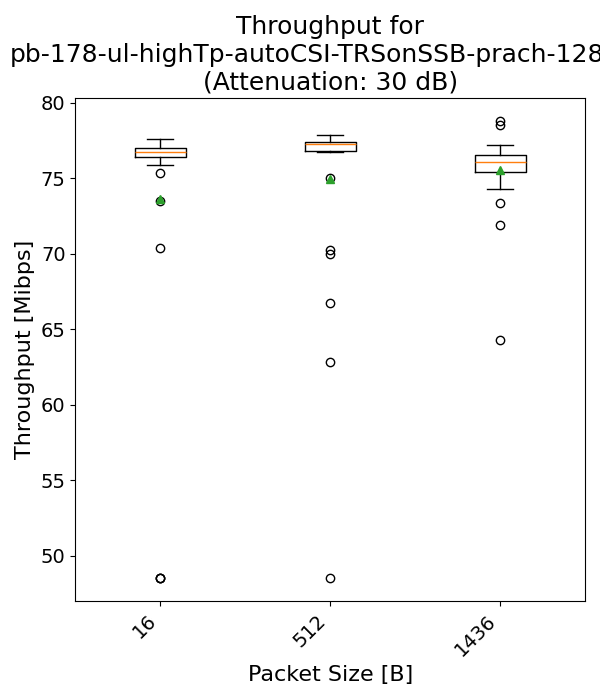 Throughput for
pb-178-ul-highTp-autoCSI-TRSonSSB-prach-128
(Attenuation: 30 dB)
80
75
70
65
60
55
50
Throughput [Mibps]
16
512
1436
Packet Size [B]